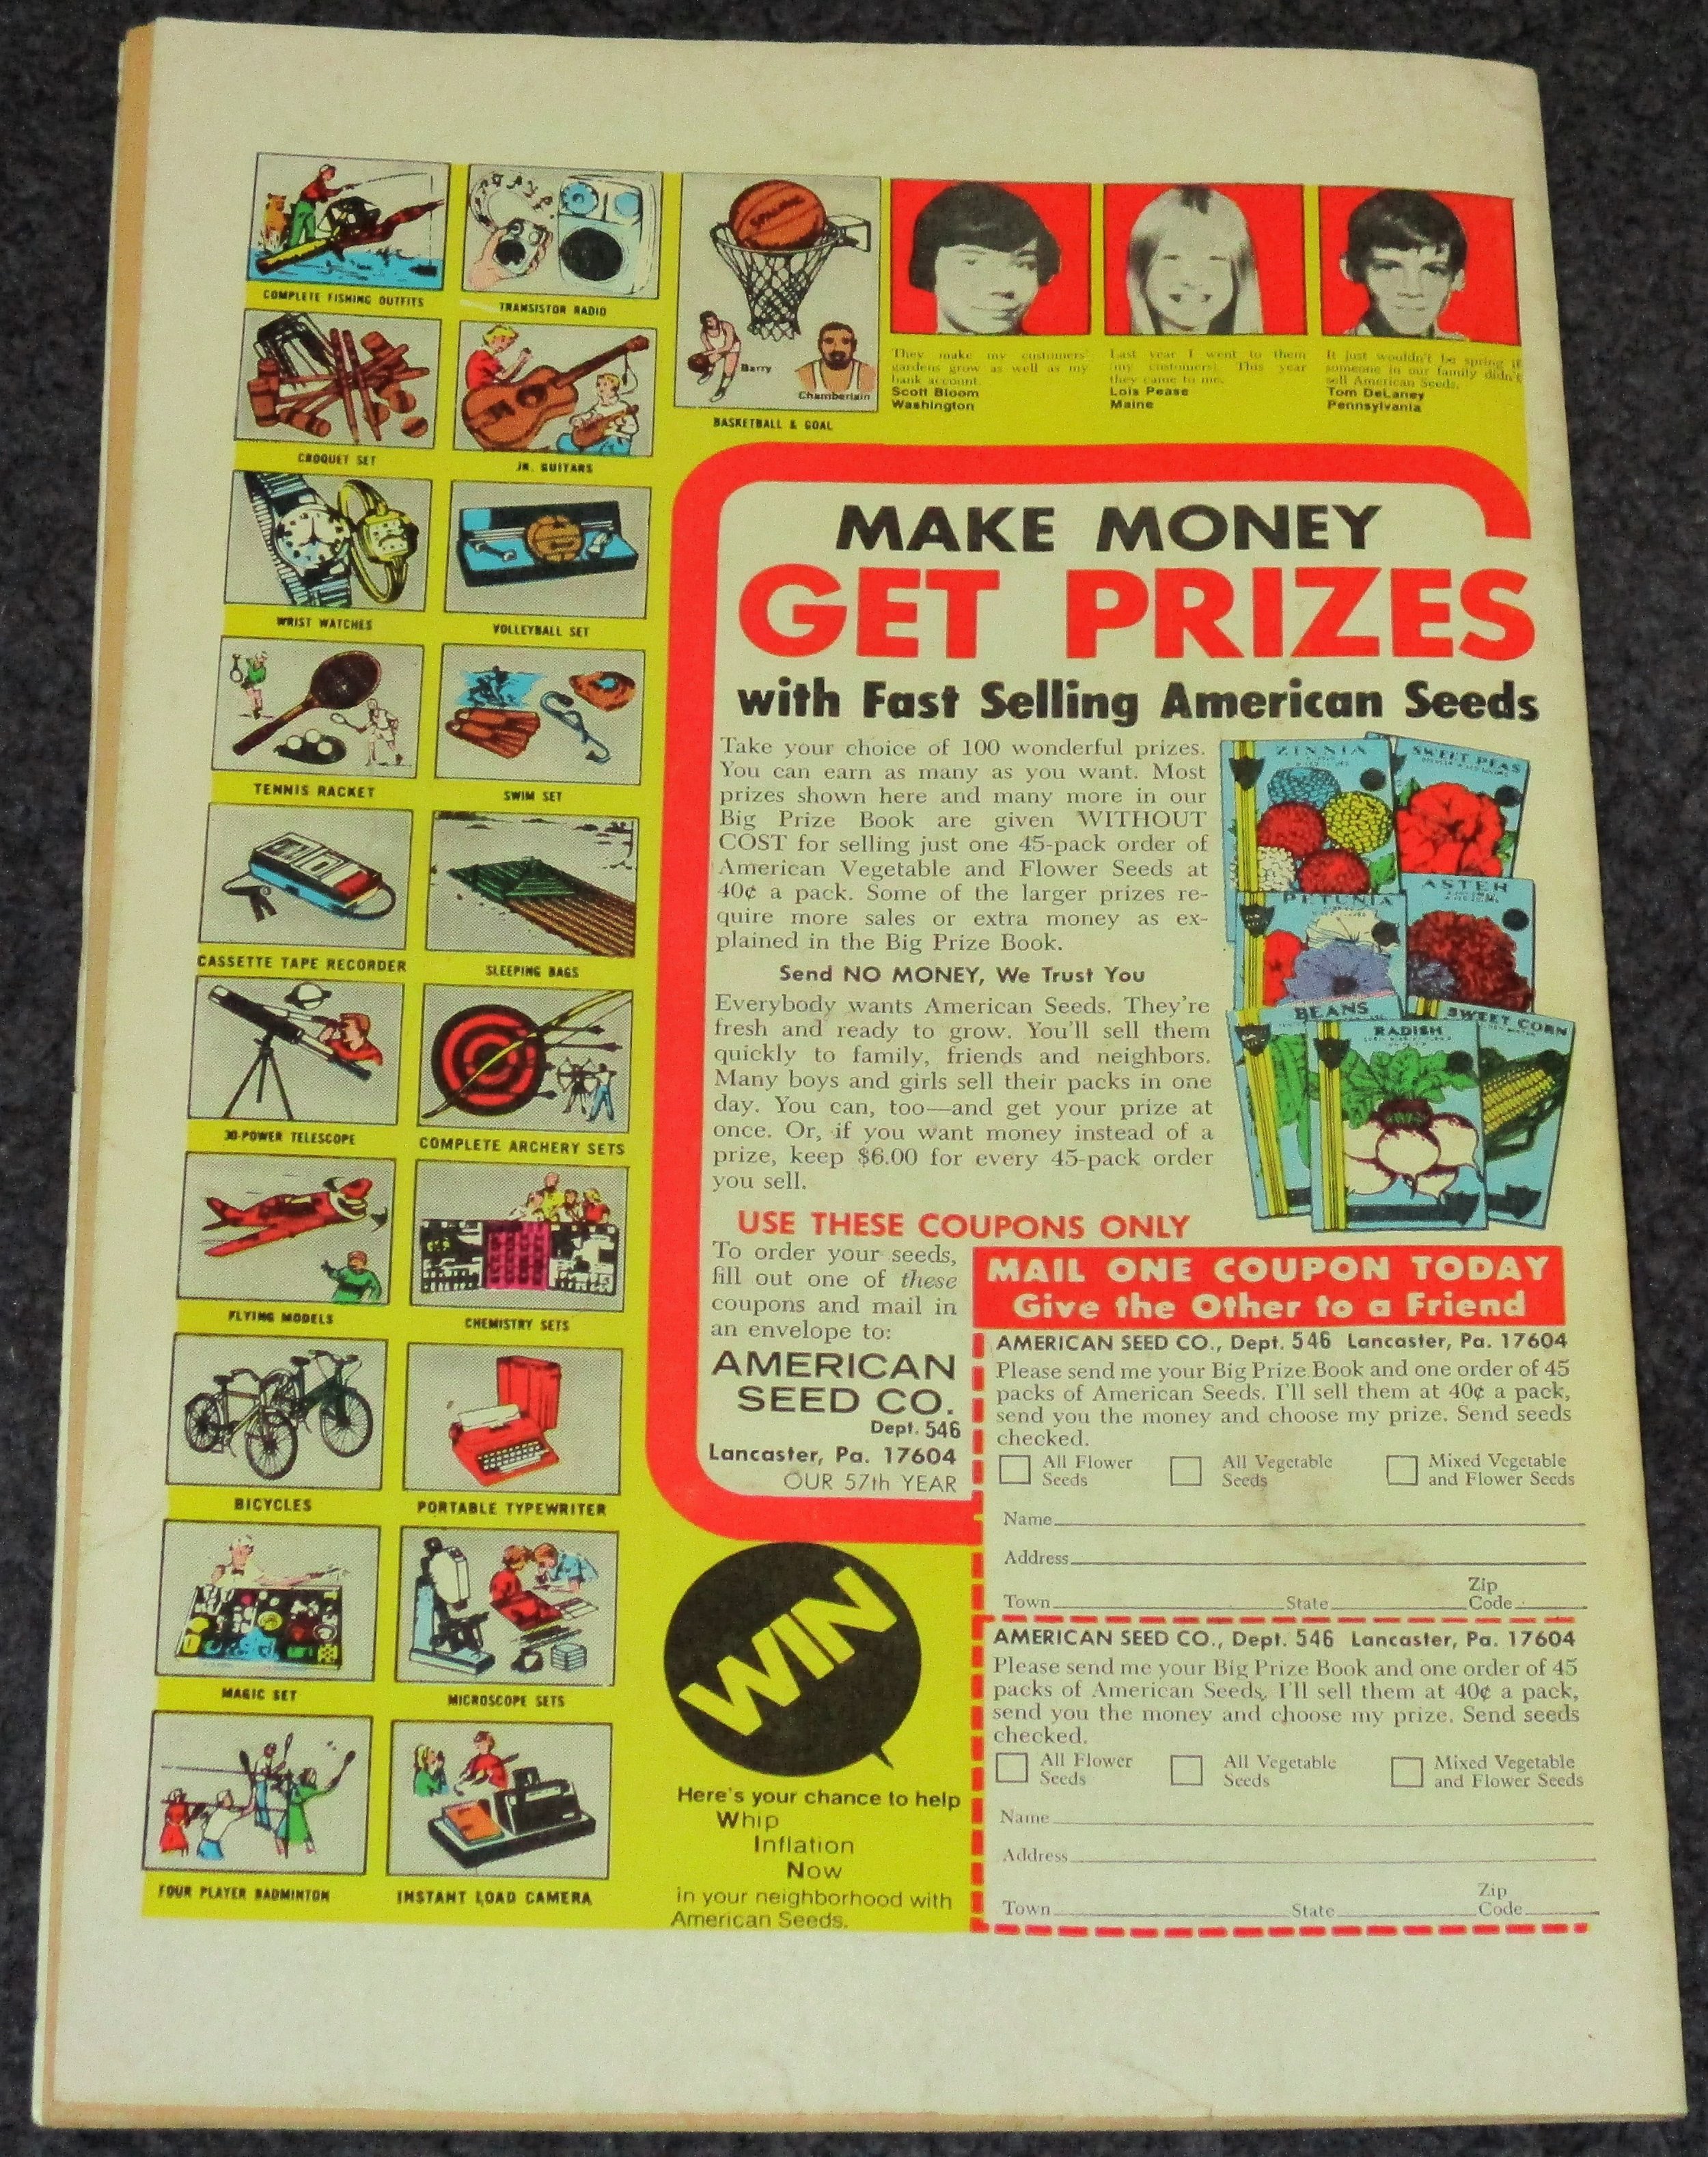 COMPLETE FISHING OUTFITS
TRANSISTOR RADIO
CROQUET SET
JR. GUITARS
WRIST WATCHES
VOLLEYBALL SET
TENNIS RACKET
SWIM SET
CASSETTE TAPE RECORDER
SLEEPING BAGS
30-POWER TELESCOPE
COMPLETE ARCHERY SETS
FLYING MODELS
CHEMISTRY SETS
BICYCLES
PORTABLE TYPEWRITER
MAGIC SET
MICROSCOPE SETS
FOUR PLAYER BADMINTON
INSTANT LOAD CAMERA
SPALDING
Barry
Chamberlain
BASKETBALL & GOAL
They make my customers'
gardens grow as well as my
bank account.
Scott Bloom
Washington
Last year I went to them
(my customers). This year
they came to me.
Lois Pease
Maine
It just wouldn't be spring if
someone in our family didn't
sell American Seeds.
Tom DeLaney
Pennsylvania
MAKE MONEY
GET PRIZES
with Fast Selling American Seeds
Take your choice of 100 wonderful prizes.
You can earn as many as you want. Most
prizes shown here and many more in our
Big Prize Book are given WITHOUT
COST for selling just one 45-pack order of
American Vegetable and Flower Seeds at
40¢ a pack. Some of the larger prizes re-
quire more sales or extra money as ex-
plained in the Big Prize Book.
Send NO MONEY, We Trust You
Everybody wants American Seeds. They're
fresh and ready to grow. You'll sell them
quickly to family, friends and neighbors.
Many boys and girls sell their packs in one
day. You can, too—and get your prize at
once. Or, if you want money instead of a
prize, keep $6.00 for every 45-pack order
you sell.
ZINNIA
SWEET PEAS
PETUNIA
ASTER
BEANS
RADISH
SWEET CORN
USE THESE COUPONS ONLY
To order your seeds,
fill out one of these
coupons and mail in
an envelope to:
AMERICAN
SEED CO.
Dept. 546
Lancaster, Pa. 17604
OUR 57th YEAR
MAIL ONE COUPON TODAY
Give the Other to a Friend
AMERICAN SEED CO., Dept. 546 Lancaster, Pa. 17604
Please send me your Big Prize Book and one order of 45
packs of American Seeds. I'll sell them at 40¢ a pack,
send you the money and choose my prize. Send seeds
checked.
All Flower Seeds
All Vegetable Seeds
Mixed Vegetable and Flower Seeds
Name
Address
Town State Zip Code
AMERICAN SEED CO., Dept. 546 Lancaster, Pa. 17604
Please send me your Big Prize Book and one order of 45
packs of American Seeds. I'll sell them at 40¢ a pack,
send you the money and choose my prize. Send seeds
checked.
All Flower Seeds
All Vegetable Seeds
Mixed Vegetable and Flower Seeds
Name
Address
Town State Zip Code
WIN
Here's your chance to help
Whip
Inflation
Now
in your neighborhood with
American Seeds.